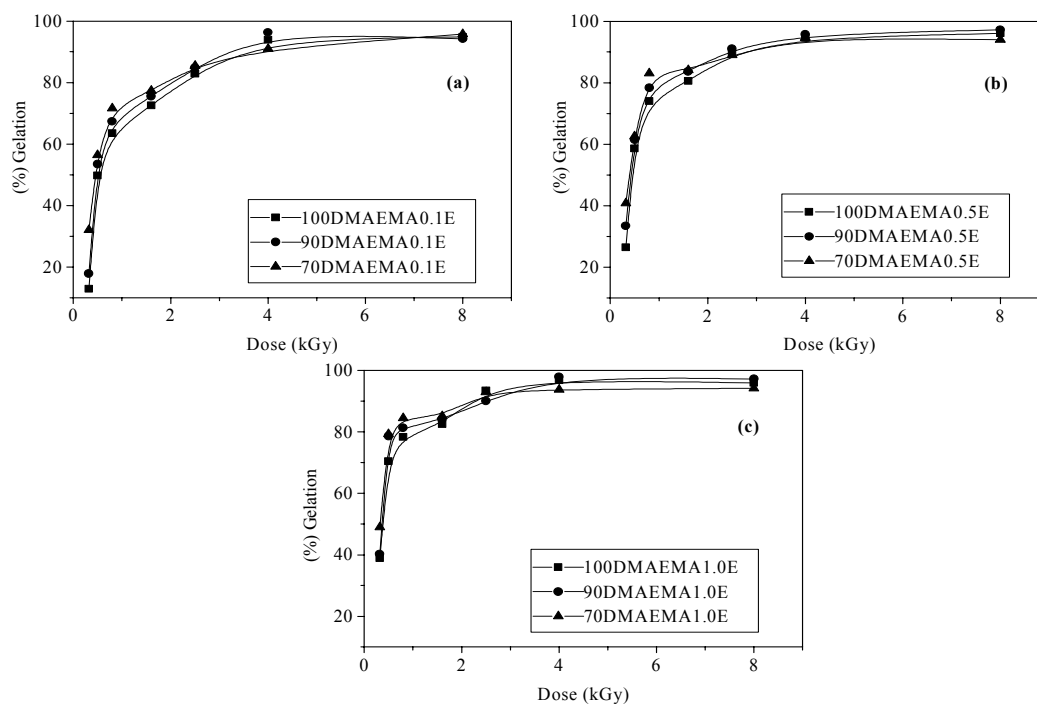 (%) Gelation
100
80
60
40
20
0
2
4
6
8
Dose (kGy)
(a)
100DMAEMA0.1E
90DMAEMA0.1E
70DMAEMA0.1E
(%) Gelation
100
80
60
40
20
0
2
4
6
8
Dose (kGy)
(b)
100DMAEMA0.5E
90DMAEMA0.5E
70DMAEMA0.5E
(%) Gelation
100
80
60
40
20
0
2
4
6
8
Dose (kGy)
(c)
100DMAEMA1.0E
90DMAEMA1.0E
70DMAEMA1.0E